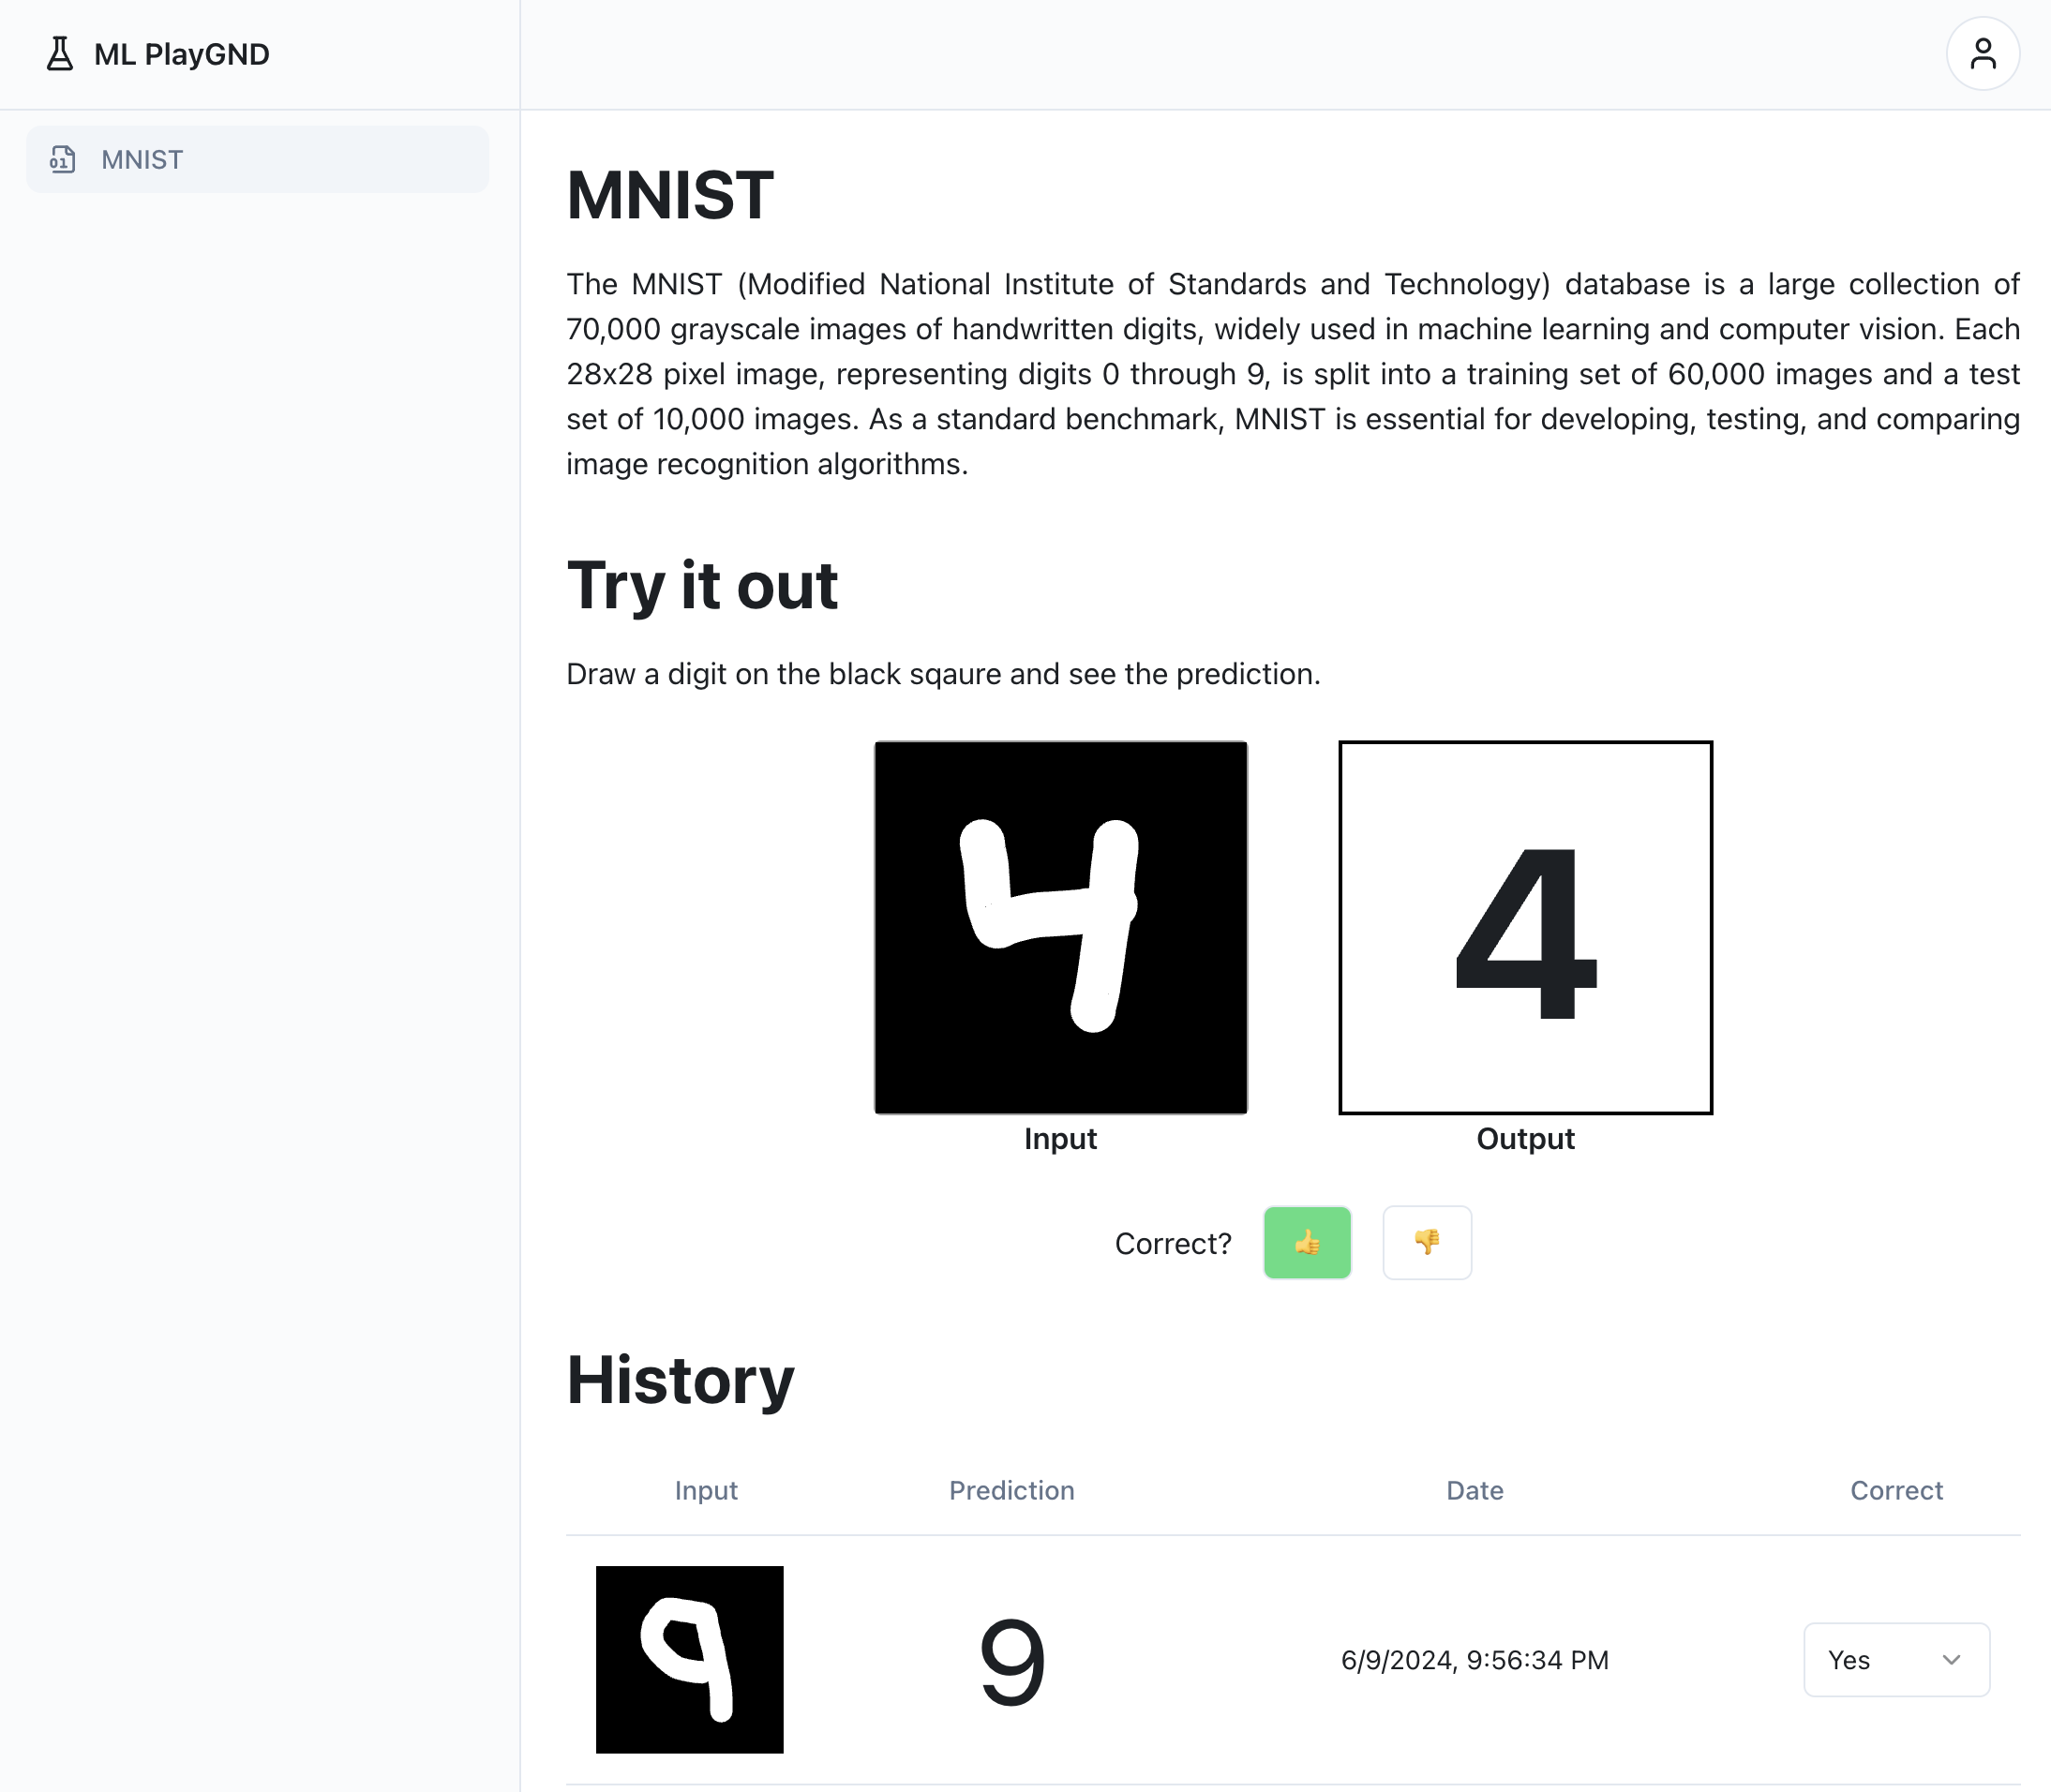 ML PlayGND
MNIST
MNIST
The MNIST (Modified National Institute of Standards and Technology) database is a large collection of
70,000 grayscale images of handwritten digits, widely used in machine learning and computer vision. Each
28x28 pixel image, representing digits 0 through 9, is split into a training set of 60,000 images and a test
set of 10,000 images. As a standard benchmark, MNIST is essential for developing, testing, and comparing
image recognition algorithms.
Try it out
Draw a digit on the black sqaure and see the prediction.
4 4
Input Output
Correct? 👍 👎
History
Input Prediction Date Correct
9 9 6/9/2024, 9:56:34 PM Yes